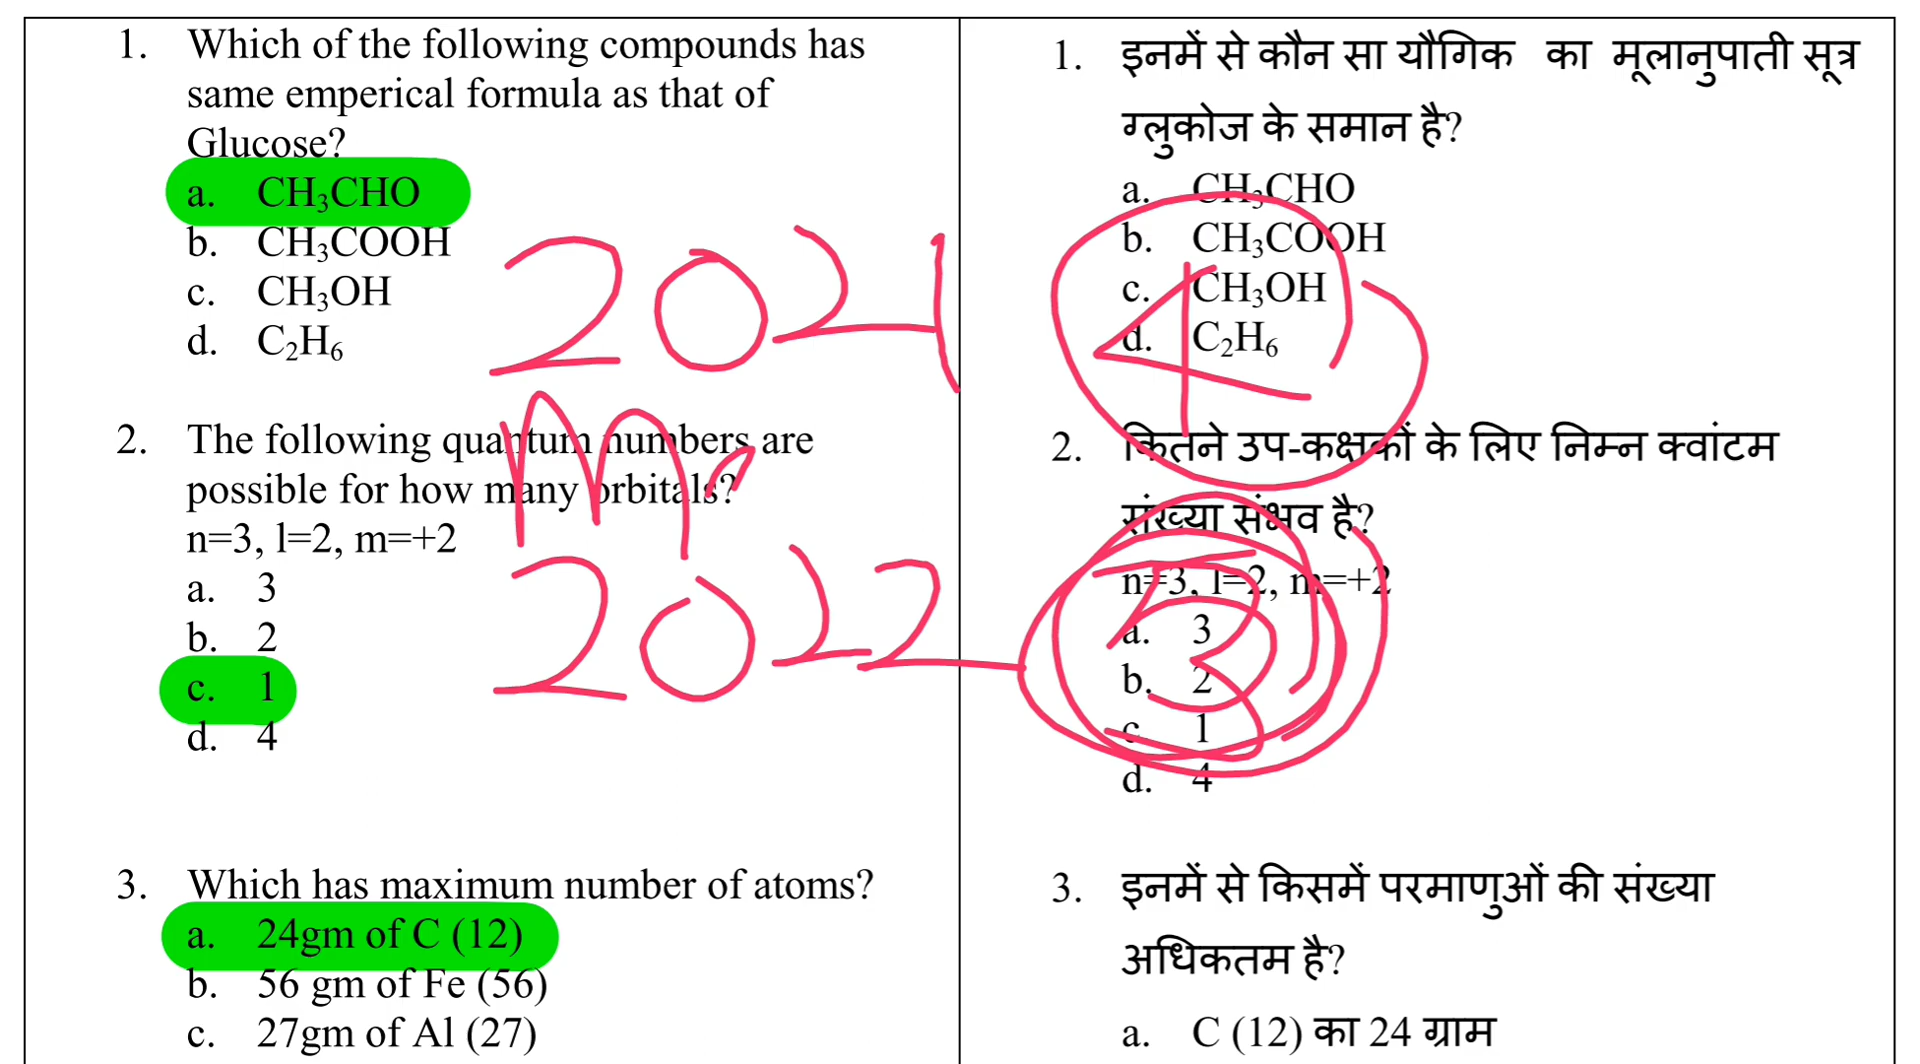 1. Which of the following compounds has
same emperical formula as that of
Glucose?
a. CH₃CHO
b. CH₃COOH
c. CH₃OH
d. C₂H₆
2. The following quantum numbers are
possible for how many orbitals?
n=3, l=2, m=+2
a. 3
b. 2
c. 1
d. 4
3. Which has maximum number of atoms?
a. 24gm of C (12)
b. 56 gm of Fe (56)
c. 27gm of Al (27)
1. इनमें से कौन सा यौगिक का मूलानुपाती सूत्र
ग्लुकोज के समान है?
a. CH₃CHO
b. CH₃COOH
c. CH₃OH
d. C₂H₆
2. कितने उप-कक्षकों के लिए निम्न क्वांटम
संख्या संभव है?
n=3, l=2, m=+2
a. 3
b. 2
c. 1
d. 4
3. इनमें से किसमें परमाणुओं की संख्या
अधिकतम है?
a. C (12) का 24 ग्राम
2021
4
2022